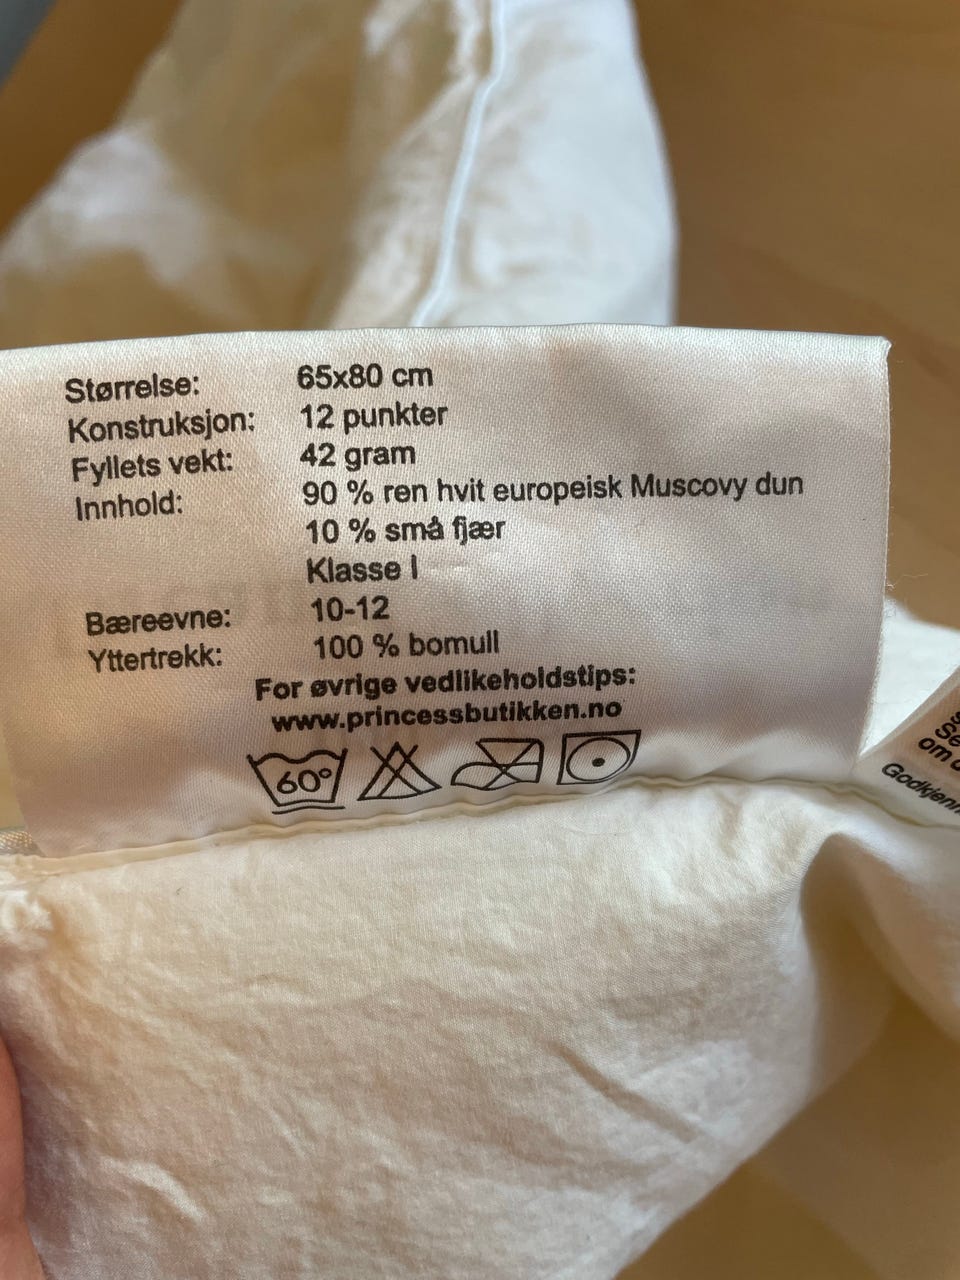 Størrelse: 65x80 cm
Konstruksjon: 12 punkter
Fyllets vekt: 42 gram
Innhold: 90 % ren hvit europeisk Muscovy dun
10 % små fjær
Klasse I
Bæreevne: 10-12
Yttertrekk: 100 % bomull
For øvrige vedlikeholdstips:
www.princessbutikken.no
60°
om